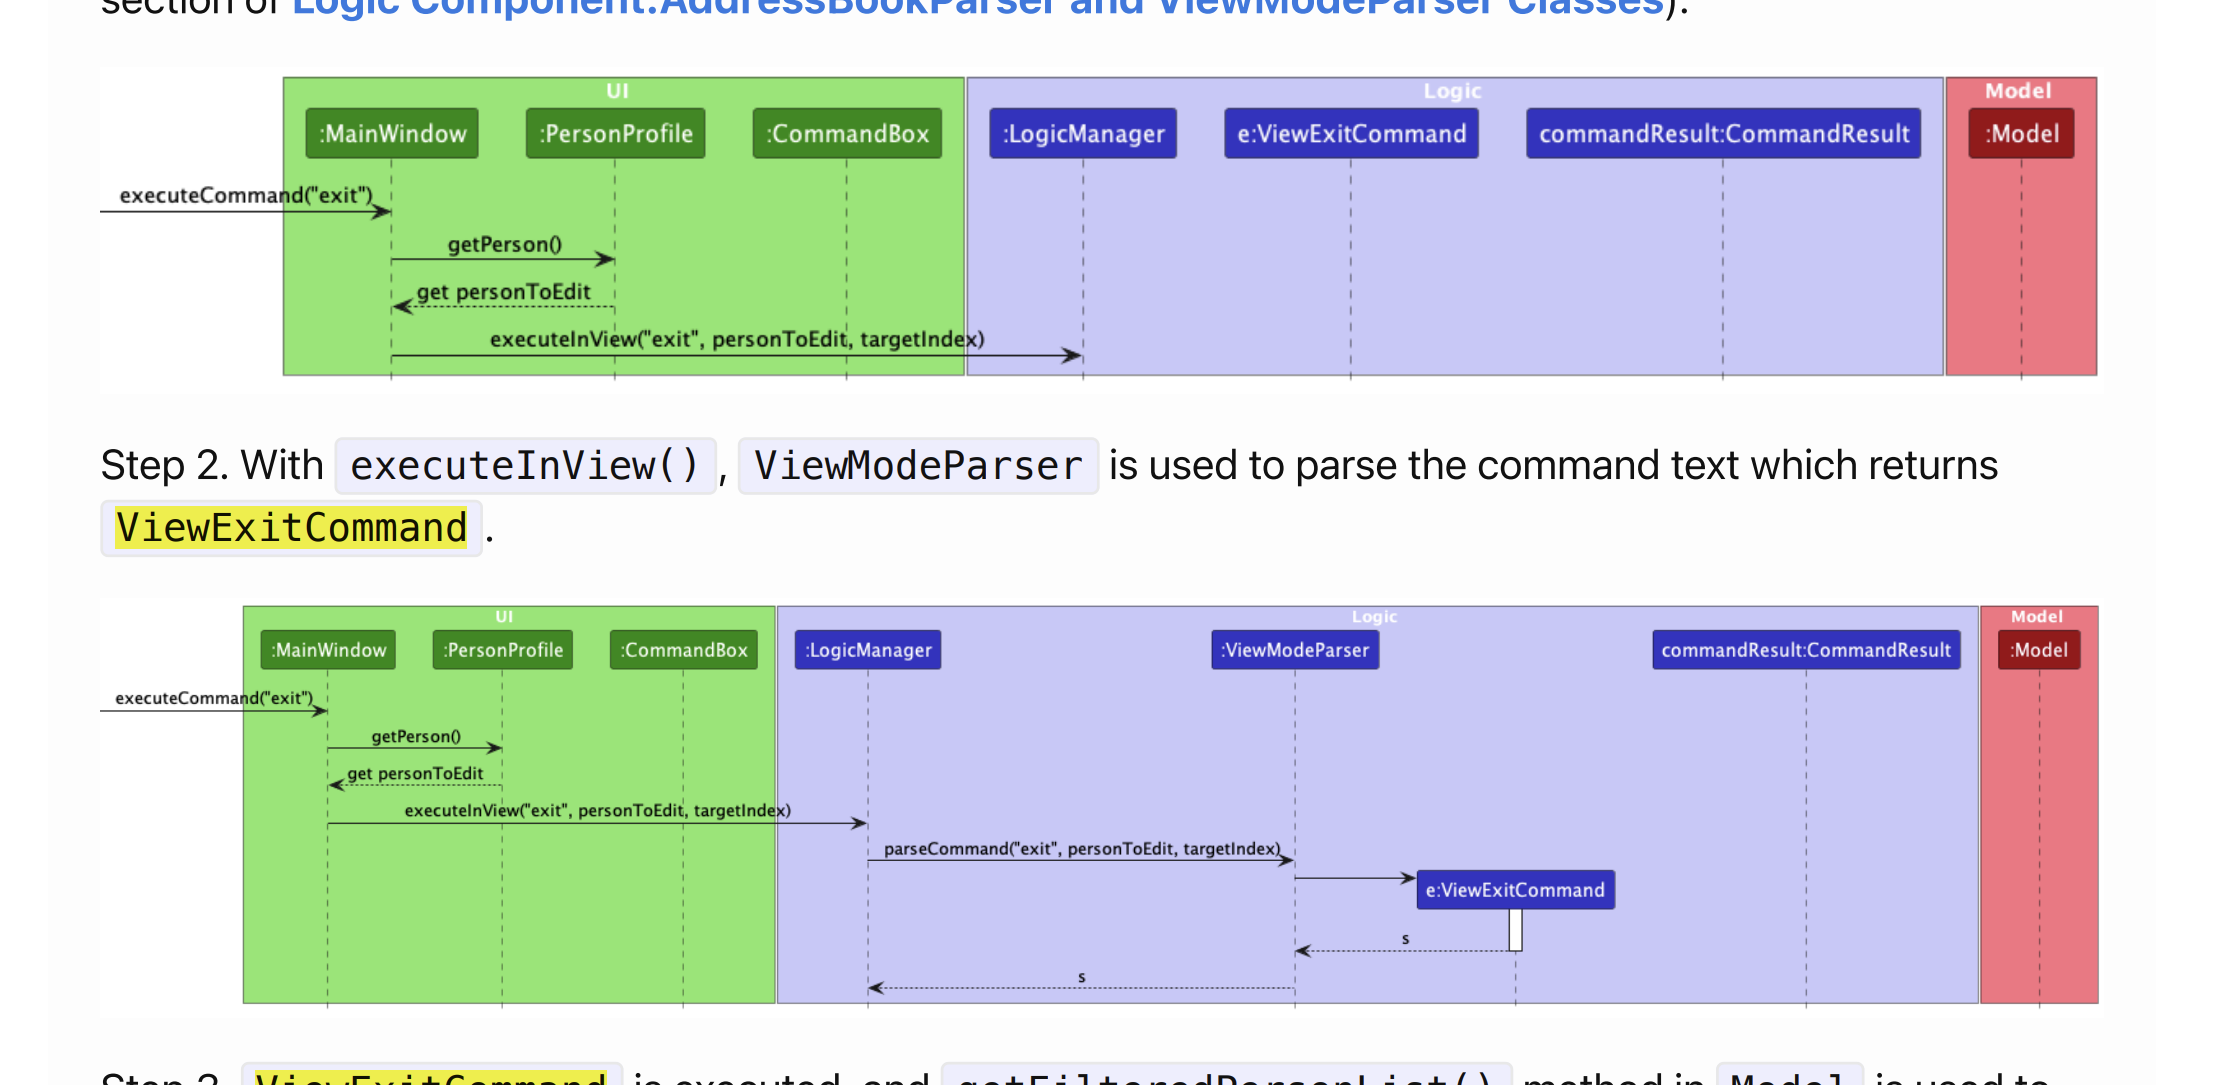 section of Logic Component:AddressBookParser and ViewModeParser Classes).
UI
Logic
Model
:MainWindow
:PersonProfile
:CommandBox
:LogicManager
e:ViewExitCommand
commandResult:CommandResult
:Model
executeCommand("exit")
getPerson()
get personToEdit
executeInView("exit", personToEdit, targetIndex)
Step 2. With executeInView(), ViewModeParser is used to parse the command text which returns
ViewExitCommand.
UI
Logic
Model
:MainWindow
:PersonProfile
:CommandBox
:LogicManager
:ViewModeParser
commandResult:CommandResult
:Model
executeCommand("exit")
getPerson()
get personToEdit
executeInView("exit", personToEdit, targetIndex)
parseCommand("exit", personToEdit, targetIndex)
e:ViewExitCommand
s
s
Step 3. ViewExitCommand is executed, and getFilteredPersonList() method in Model is used to